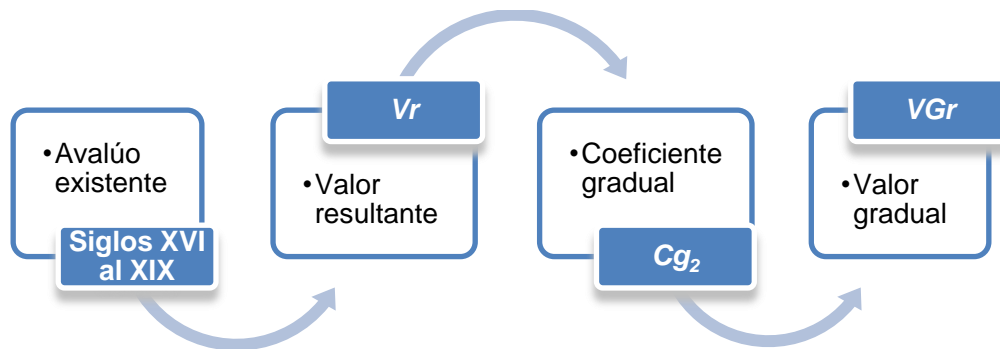 •Avalúo
existente
Siglos XVI
al XIX
Vr
•Valor
resultante
•Coeficiente
gradual
Cg₂
VGr
•Valor
gradual